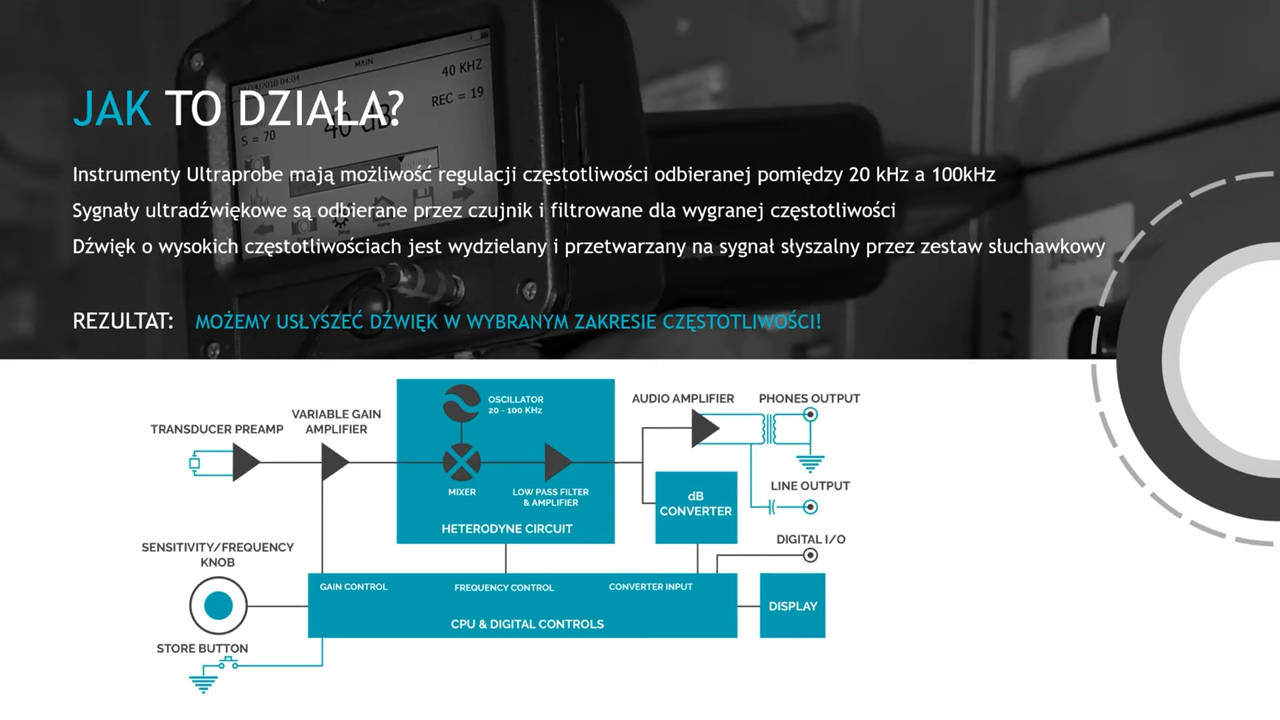 MAIN
40 KHZ
REC = 19
S = 70
40 dB
JAK TO DZIAŁA?
Instrumenty Ultraprobe mają możliwość regulacji częstotliwości odbieranej pomiędzy 20 kHz a 100kHz
Sygnały ultradźwiękowe są odbierane przez czujnik i filtrowane dla wygranej częstotliwości
Dźwięk o wysokich częstotliwościach jest wydzielany i przetwarzany na sygnał słyszalny przez zestaw słuchawkowy
REZULTAT: MOŻEMY USŁYSZEĆ DŹWIĘK W WYBRANYM ZAKRESIE CZĘSTOTLIWOŚCI!
TRANSDUCER PREAMP
VARIABLE GAIN
AMPLIFIER
OSCILLATOR
20 - 100 KHz
MIXER
LOW PASS FILTER
& AMPLIFIER
HETERODYNE CIRCUIT
AUDIO AMPLIFIER
PHONES OUTPUT
dB
CONVERTER
LINE OUTPUT
DIGITAL I/O
SENSITIVITY/FREQUENCY
KNOB
GAIN CONTROL
FREQUENCY CONTROL
CONVERTER INPUT
CPU & DIGITAL CONTROLS
DISPLAY
STORE BUTTON